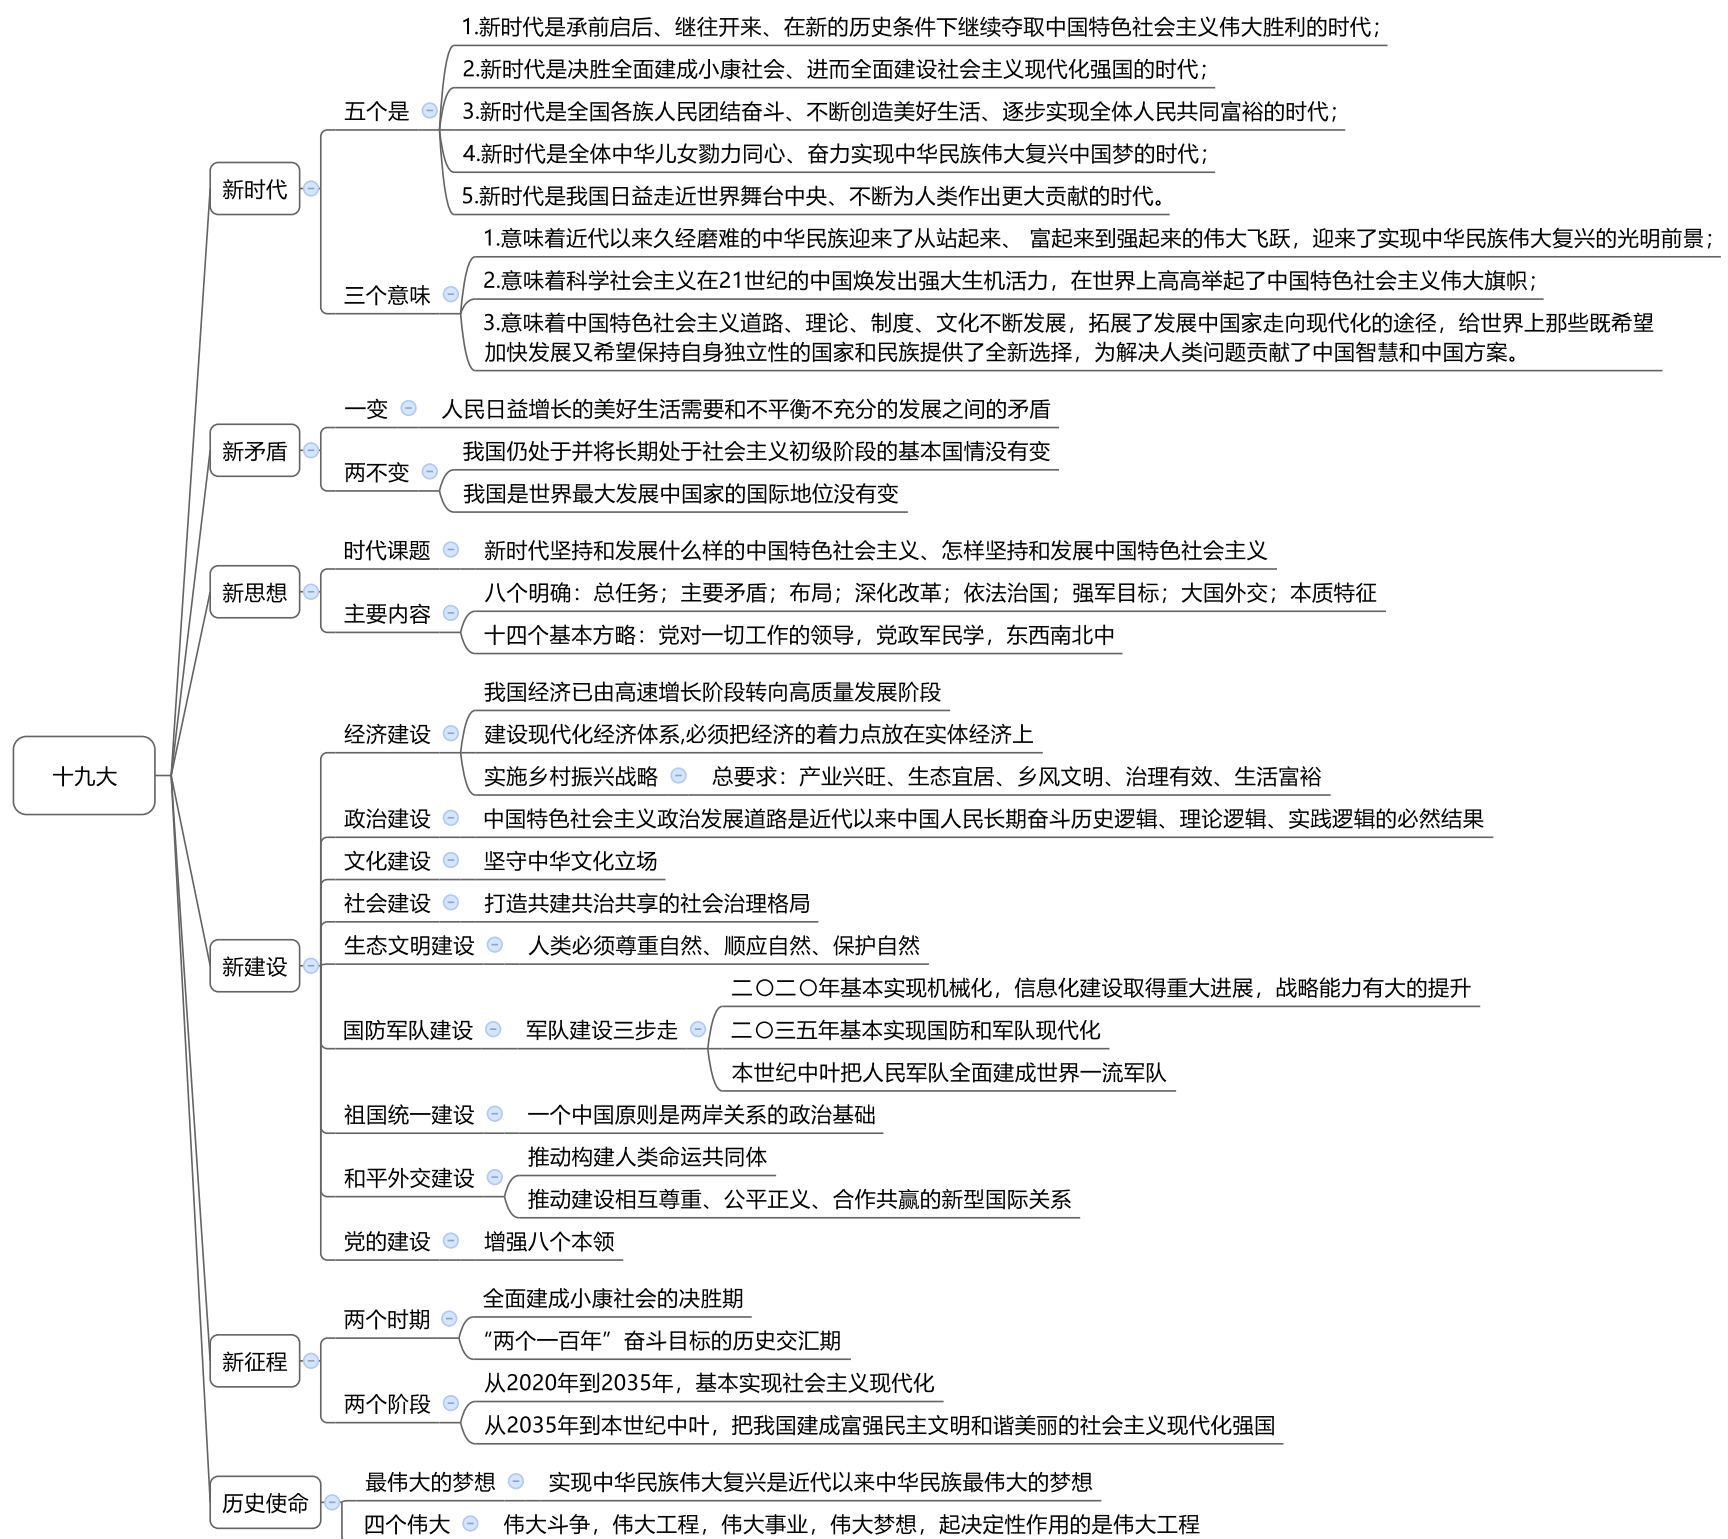 十九大
新时代
五个是
1.新时代是承前启后、继往开来、在新的历史条件下继续夺取中国特色社会主义伟大胜利的时代；
2.新时代是决胜全面建成小康社会、进而全面建设社会主义现代化强国的时代；
3.新时代是全国各族人民团结奋斗、不断创造美好生活、逐步实现全体人民共同富裕的时代；
4.新时代是全体中华儿女勠力同心、奋力实现中华民族伟大复兴中国梦的时代；
5.新时代是我国日益走近世界舞台中央、不断为人类作出更大贡献的时代。
三个意味
1.意味着近代以来久经磨难的中华民族迎来了从站起来、 富起来到强起来的伟大飞跃，迎来了实现中华民族伟大复兴的光明前景；
2.意味着科学社会主义在21世纪的中国焕发出强大生机活力，在世界上高高举起了中国特色社会主义伟大旗帜；
3.意味着中国特色社会主义道路、理论、制度、文化不断发展，拓展了发展中国家走向现代化的途径，给世界上那些既希望
加快发展又希望保持自身独立性的国家和民族提供了全新选择，为解决人类问题贡献了中国智慧和中国方案。
新矛盾
一变
人民日益增长的美好生活需要和不平衡不充分的发展之间的矛盾
两不变
我国仍处于并将长期处于社会主义初级阶段的基本国情没有变
我国是世界最大发展中国家的国际地位没有变
新思想
时代课题
新时代坚持和发展什么样的中国特色社会主义、怎样坚持和发展中国特色社会主义
主要内容
八个明确：总任务；主要矛盾；布局；深化改革；依法治国；强军目标；大国外交；本质特征
十四个基本方略：党对一切工作的领导，党政军民学，东西南北中
新建设
经济建设
我国经济已由高速增长阶段转向高质量发展阶段
建设现代化经济体系,必须把经济的着力点放在实体经济上
实施乡村振兴战略
总要求：产业兴旺、生态宜居、乡风文明、治理有效、生活富裕
政治建设
中国特色社会主义政治发展道路是近代以来中国人民长期奋斗历史逻辑、理论逻辑、实践逻辑的必然结果
文化建设
坚守中华文化立场
社会建设
打造共建共治共享的社会治理格局
生态文明建设
人类必须尊重自然、顺应自然、保护自然
国防军队建设
军队建设三步走
二〇二〇年基本实现机械化，信息化建设取得重大进展，战略能力有大的提升
二〇三五年基本实现国防和军队现代化
本世纪中叶把人民军队全面建成世界一流军队
祖国统一建设
一个中国原则是两岸关系的政治基础
和平外交建设
推动构建人类命运共同体
推动建设相互尊重、公平正义、合作共赢的新型国际关系
党的建设
增强八个本领
新征程
两个时期
全面建成小康社会的决胜期
“两个一百年”奋斗目标的历史交汇期
两个阶段
从2020年到2035年，基本实现社会主义现代化
从2035年到本世纪中叶，把我国建成富强民主文明和谐美丽的社会主义现代化强国
历史使命
最伟大的梦想
实现中华民族伟大复兴是近代以来中华民族最伟大的梦想
四个伟大
伟大斗争，伟大工程，伟大事业，伟大梦想，起决定性作用的是伟大工程